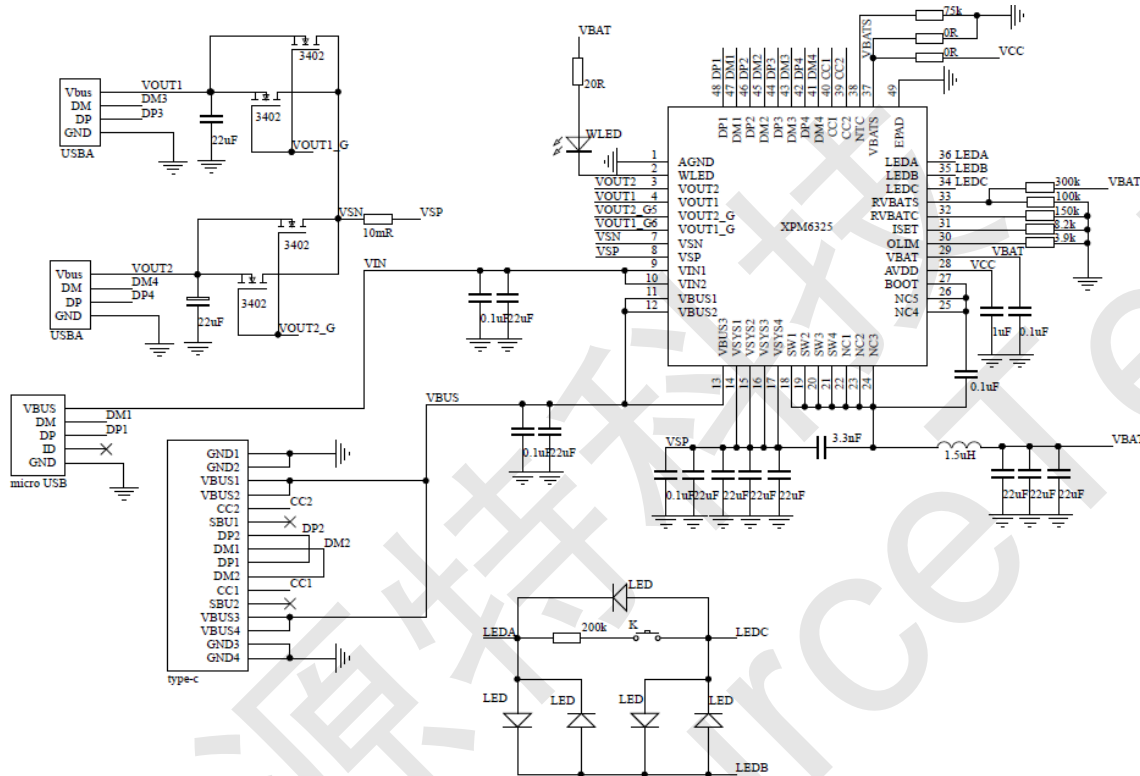 3402
Vbus
DM
DP
GND
USBA
VOUT1
DM3
DP3
22uF
3402
VOUT1_G
VSN
VSP
10mR
3402
Vbus
DM
DP
GND
USBA
VOUT2
DM4
DP4
22uF
3402
VOUT2_G
VIN
VBAT
20R
WLED
75k
0R
0R
VCC
VBATS
48 DP1
47 DM1
46 DP2
45 DM2
44 DP3
43 DM3
42 DP4
41 DM4
40 CC1
39 CC2
38
37
49
DP1
DM1
DP2
DM2
DP3
DM3
DP4
DM4
CC1
CC2
NTC
VBATS
EPAD
XPM6325
1 AGND
2 WLED
VOUT2 3 VOUT2
VOUT1 4 VOUT1
VOUT2_G5 VOUT2_G
VOUT1_G6 VOUT1_G
VSN 7 VSN
VSP 8 VSP
9 VIN1
10 VIN2
11 VBUS1
12 VBUS2
LEDA 36 LEDA
LEDB 35 LEDB
LEDC 34 LEDC
RVBATS 33
RVBATC 32
ISET 31
OLIM 30
VBAT 29
AVDD 28
BOOT 27
NC5 26
NC4 25
300k
VBAT
100k
150k
8.2k
3.9k
VBAT
VCC
1uF
0.1uF
0.1uF
0.1uF
22uF
VBUS3
VSYS1
VSYS2
VSYS3
VSYS4
SW1
SW2
SW3
SW4
NC1
NC2
NC3
13
14
15
16
17
18
19
20
21
22
23
24
VBUS
DM
DP
ID
GND
micro USB
DM1
DP1
VBUS
0.1uF
22uF
VSP
3.3nF
1.5uH
VBAT
0.1uF
22uF
22uF
22uF
22uF
22uF
22uF
22uF
GND1
GND2
VBUS1
VBUS2
CC2
SBU1
DP2
DM1
DP1
DM2
CC1
SBU2
VBUS3
VBUS4
GND3
GND4
type-c
CC2
DP2
DM2
CC1
LED
LEDA
200k
K
LEDC
LED
LED
LED
LED
LEDB
源特科技